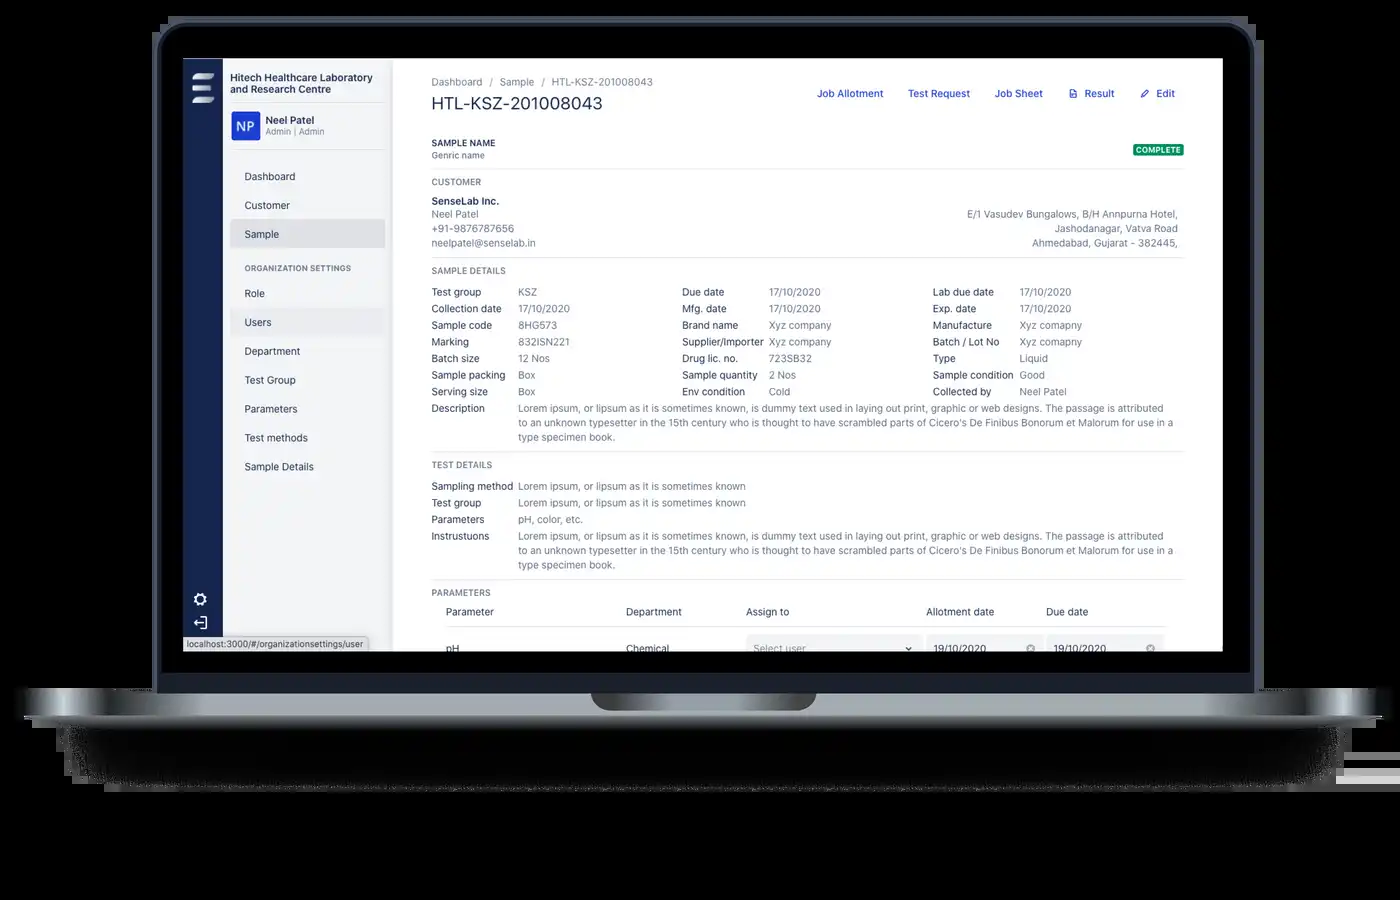 Hitech Healthcare Laboratory
and Research Centre
NP
Neel Patel
Admin | Admin
Dashboard
Customer
Sample
ORGANIZATION SETTINGS
Role
Users
Department
Test Group
Parameters
Test methods
Sample Details
localhost:3000/#/organizationsettings/user
Dashboard / Sample / HTL-KSZ-201008043
HTL-KSZ-201008043
Job Allotment Test Request Job Sheet Result Edit
SAMPLE NAME
Genric name
COMPLETE
CUSTOMER
SenseLab Inc.
Neel Patel
+91-9876787656
neelpatel@senselab.in
E/1 Vasudev Bungalows, B/H Annpurna Hotel,
Jashodanagar, Vatva Road
Ahmedabad, Gujarat - 382445,
SAMPLE DETAILS
Test group KSZ Due date 17/10/2020 Lab due date 17/10/2020
Collection date 17/10/2020 Mfg. date 17/10/2020 Exp. date 17/10/2020
Sample code 8HG573 Brand name Xyz company Manufacture Xyz comapny
Marking 832ISN221 Supplier/Importer Xyz company Batch / Lot No Xyz comapny
Batch size 12 Nos Drug lic. no. 723SB32 Type Liquid
Sample packing Box Sample quantity 2 Nos Sample condition Good
Serving size Box Env condition Cold Collected by Neel Patel
Description Lorem ipsum, or lipsum as it is sometimes known, is dummy text used in laying out print, graphic or web designs. The passage is attributed
to an unknown typesetter in the 15th century who is thought to have scrambled parts of Cicero's De Finibus Bonorum et Malorum for use in a
type specimen book.
TEST DETAILS
Sampling method Lorem ipsum, or lipsum as it is sometimes known
Test group Lorem ipsum, or lipsum as it is sometimes known
Parameters pH, color, etc.
Instrustuons Lorem ipsum, or lipsum as it is sometimes known, is dummy text used in laying out print, graphic or web designs. The passage is attributed
to an unknown typesetter in the 15th century who is thought to have scrambled parts of Cicero's De Finibus Bonorum et Malorum for use in a
type specimen book.
PARAMETERS
Parameter Department Assign to Allotment date Due date
pH Chemical Select user 19/10/2020 19/10/2020